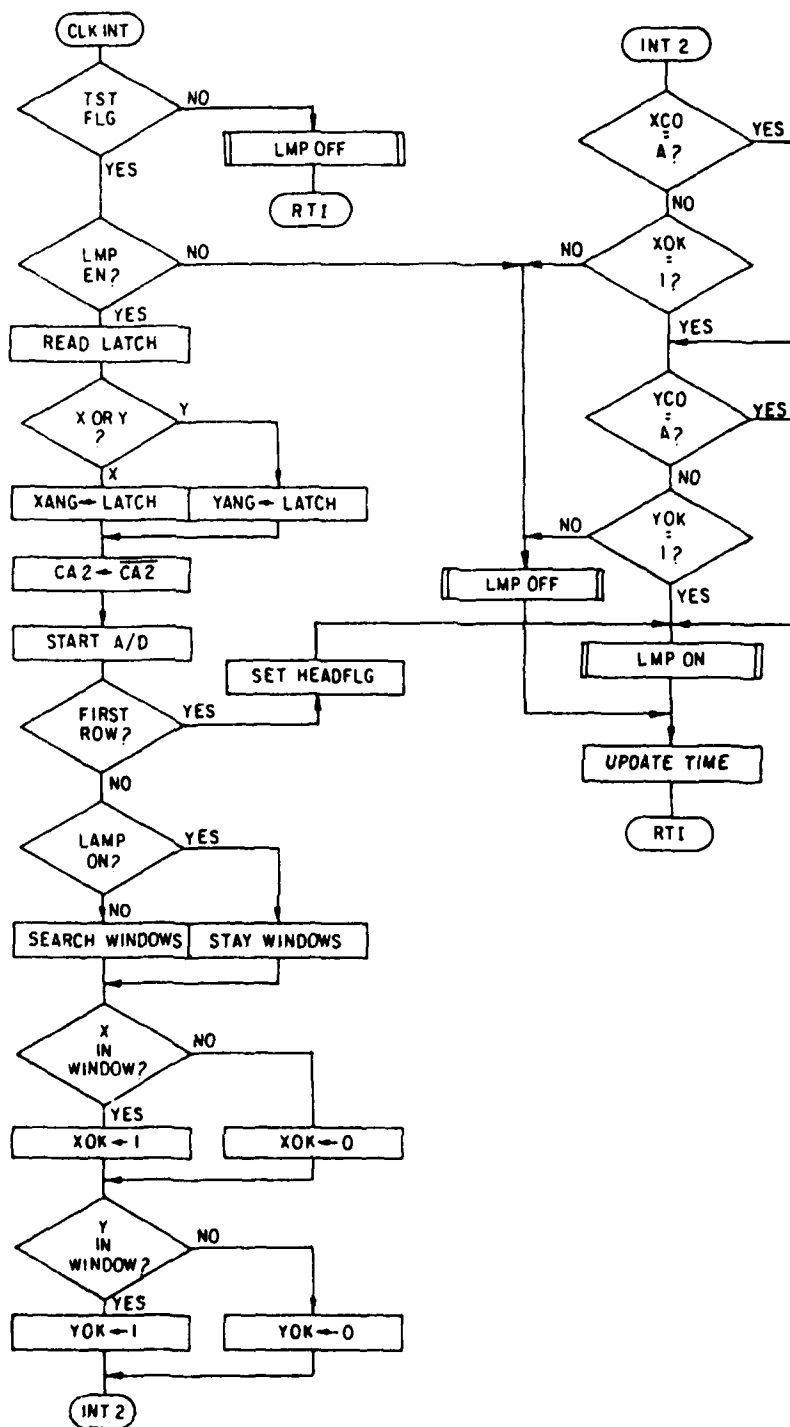 CLK INT
TST
FLG
NO
YES
LMP OFF
RTI
LMP
EN?
NO
YES
READ LATCH
X OR Y
?
Y
X
XANG ← LATCH
YANG ← LATCH
CA2 ← C̅A̅2̅
START A/D
SET HEADFLG
FIRST
ROW?
YES
NO
LAMP
ON?
YES
NO
SEARCH WINDOWS
STAY WINDOWS
X
IN
WINDOW?
NO
YES
XOK ← 1
XOK ← 0
Y
IN
WINDOW?
NO
YES
YOK ← 1
YOK ← 0
INT 2
INT 2
XCO
=
A?
YES
NO
XOK
=
1?
NO
YES
YCO
=
A?
YES
NO
YOK
=
1?
NO
YES
LMP OFF
LMP ON
UPDATE TIME
RTI